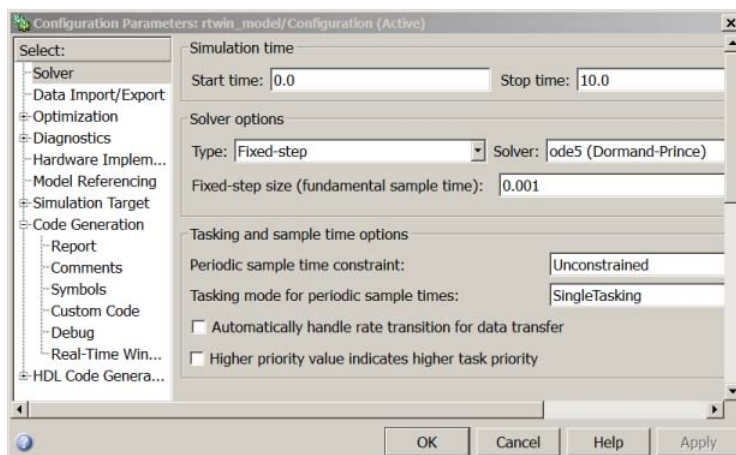 Configuration Parameters: rtwin_model/Configuration (Active)
Select:
Solver
Data Import/Export
Optimization
Diagnostics
Hardware Implem...
Model Referencing
Simulation Target
Code Generation
Report
Comments
Symbols
Custom Code
Debug
Real-Time Win...
HDL Code Genera...
Simulation time
Start time: 0.0 Stop time: 10.0
Solver options
Type: Fixed-step Solver: ode5 (Dormand-Prince)
Fixed-step size (fundamental sample time): 0.001
Tasking and sample time options
Periodic sample time constraint: Unconstrained
Tasking mode for periodic sample times: SingleTasking
Automatically handle rate transition for data transfer
Higher priority value indicates higher task priority
OK Cancel Help Apply